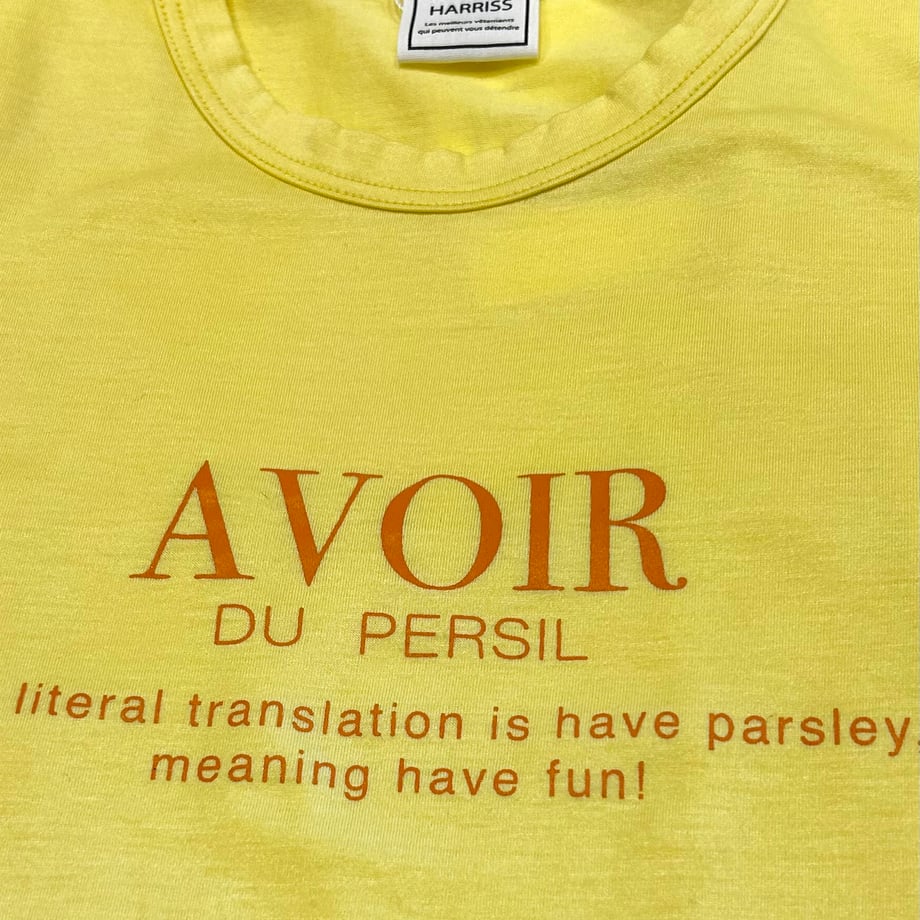 HARRISS
Les meilleurs vêtements
qui peuvent vous détendre
AVOIR
DU PERSIL
literal translation is have parsley.
meaning have fun!